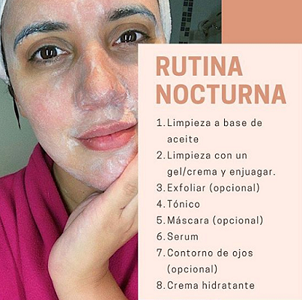 RUTINA
NOCTURNA
1. Limpieza a base de
aceite
2. Limpieza con un
gel/crema y enjuagar.
3. Exfoliar (opcional)
4. Tónico
5. Máscara (opcional)
6. Serum
7. Contorno de ojos
(opcional)
8. Crema hidratante